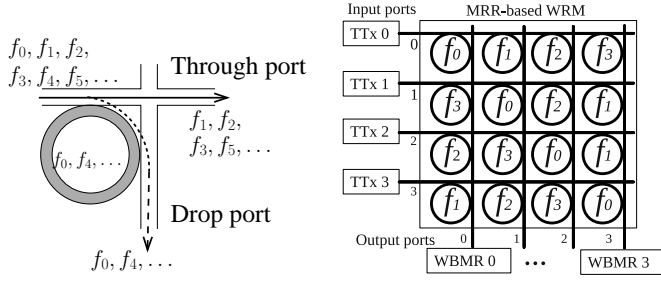 f0, f1, f2,
f3, f4, f5, ...
Through port
f1, f2,
f3, f5, ...
f0, f4, ...
Drop port
f0, f4, ...
Input ports MRR-based WRM
TTx 0 0 f0 f1 f2 f3
TTx 1 1 f3 f0 f2 f1
TTx 2 2 f2 f3 f0 f1
TTx 3 3 f1 f2 f3 f0
Output ports 0 1 2 3
WBMR 0 ... WBMR 3